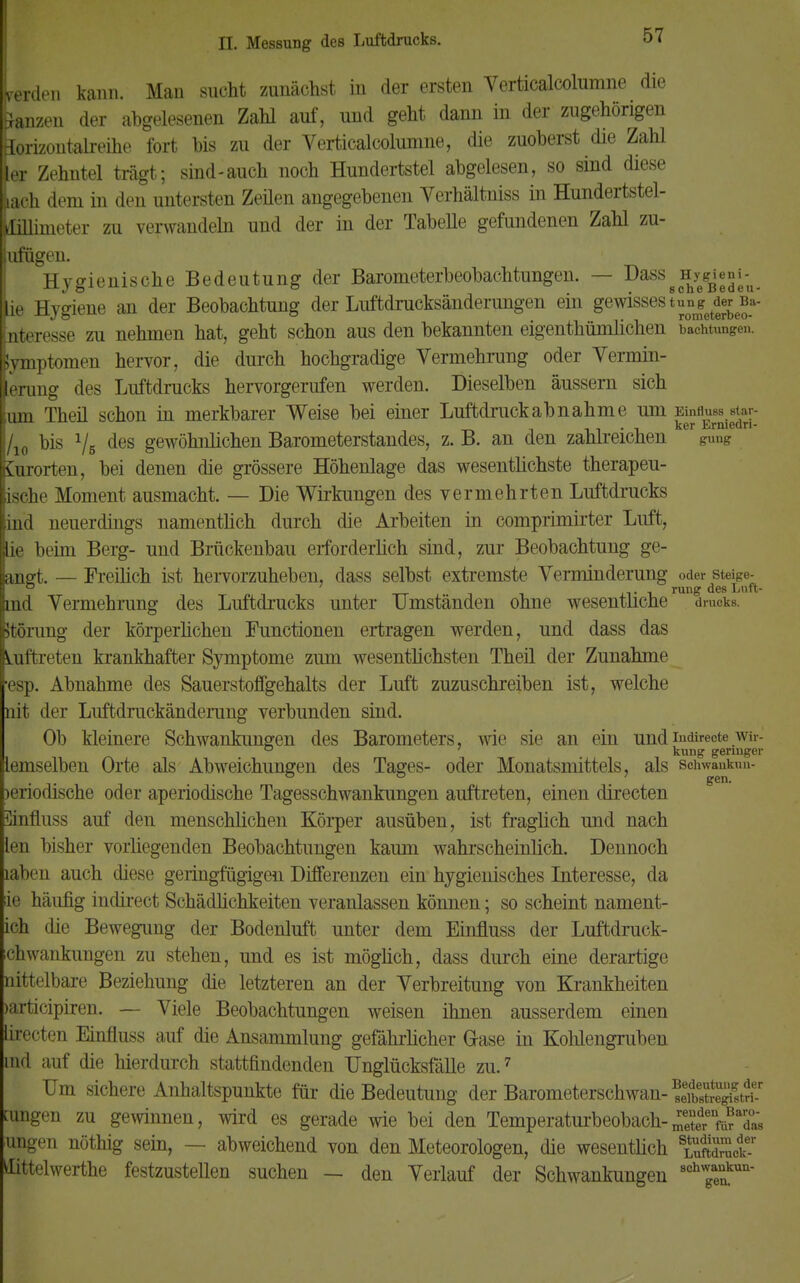 II. Messung des Luftdrucks.
57
verden kann. Man sucht zunächst in der ersten Verticalcolumne die
Ganzen der abgelesenen Zahl auf, und geht dann in der zugehörigen
Horizontalreihe fort bis zu der Verticalcolumne, die zuoberst die Zahl
ler Zehntel trägt; sind-auch noch Hundertstel abgelesen, so sind diese
nach dem in den untersten Zeilen angegebenen Verhältniss in Hundertstel-
Millimeter zu verwandeln und der in der Tabelle gefundenen Zahl zu-
ufügen.
Hygienische Bedeutung der Barometerbeobachtungen. — Dass
Hygieni-
sche Bedeu-
lie Hygiene an der Beobachtung der Luftdrucksänderungen ein gewisses
tung der Ba-
rometerbeo-
nteresse zu nehmen hat, geht schon aus den bekannten eigenthümlichen
bachtungen.
Symptomen hervor, die durch hochgradige Vermehrung oder Vermin-
lerung des Luftdrucks hervorgerufen werden. Dieselben äussern sich
um Theil schon in merkbarer Weise bei einer Luftdruckabnahme um
Einfluss star-
ker Erniedri-
/10 bis 1/5 des gewöhnlichen Barometerstandes, z. B. an den zahlreichen
gung
Kurorten, bei denen die grössere Höhenlage das wesentlichste therapeu-
ische Moment ausmacht. — Die Wirkungen des vermehrten Luftdrucks
ind neuerdings namentlich durch die Arbeiten in comprimirter Luft,
lie beim Berg- und Brückenbau erforderlich sind, zur Beobachtung ge-
angt. — Freilich ist hervorzuheben, dass selbst extremste Verminderung
oder Steige-
rung des Luft-
und Vermehrung des Luftdrucks unter Umständen ohne wesentliche
drucks.
Störung der körperlichen Functionen ertragen werden, und dass das
Auftreten krankhafter Symptome zum wesentlichsten Theil der Zunahme
resp. Abnahme des Sauerstoffgehalts der Luft zuzuschreiben ist, welche
mit der Luftdruckänderung verbunden sind.
Ob kleinere Schwankungen des Barometers, wie sie an ein und
Indirecte Wir-
kung geringer
lemselben Orte als Abweichungen des Tages- oder Monatsmittels, als
Schwankun-
gen.
periodische oder aperiodische Tagesschwankungen auftreten, einen directen
Einfluss auf den menschlichen Körper ausüben, ist fraglich und nach
len bisher vorliegenden Beobachtungen kaum wahrscheinlich. Dennoch
haben auch diese geringfügigen Differenzen ein hygienisches Interesse, da
sie häufig indirect Schädlichkeiten veranlassen können; so scheint nament-
ich die Bewegung der Bodenluft unter dem Einfluss der Luftdruck-
schwankungen zu stehen, und es ist möglich, dass durch eine derartige
mittelbare Beziehung die letzteren an der Verbreitung von Krankheiten
participiren. — Viele Beobachtungen weisen ihnen ausserdem einen
lirecten Einfluss auf die Ansammlung gefährlicher Gase in Kohlengruben
und auf die hierdurch stattfindenden Unglücksfälle zu.7
Um sichere Anhaltspunkte für die Bedeutung der Barometerschwan-
Bedeutung der
selbstregistri-
kungen zu gewinnen, wird es gerade wie bei den Temperaturbeobach-
renden Baro-
meter für das
ungen nöthig sein, — abweichend von den Meteorologen, die wesentlich
Studium der
Luftdruck-
Mittelwerthe festzustellen suchen — den Verlauf der Schwankungen
schwankun-
gen.